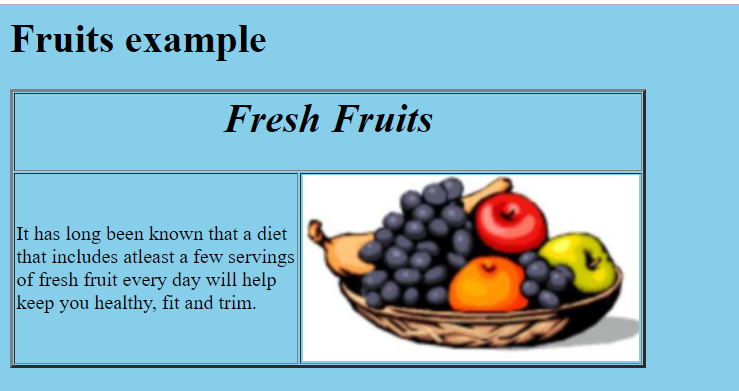 Fruits example
Fresh Fruits
It has long been known that a diet
that includes atleast a few servings
of fresh fruit every day will help
keep you healthy, fit and trim.